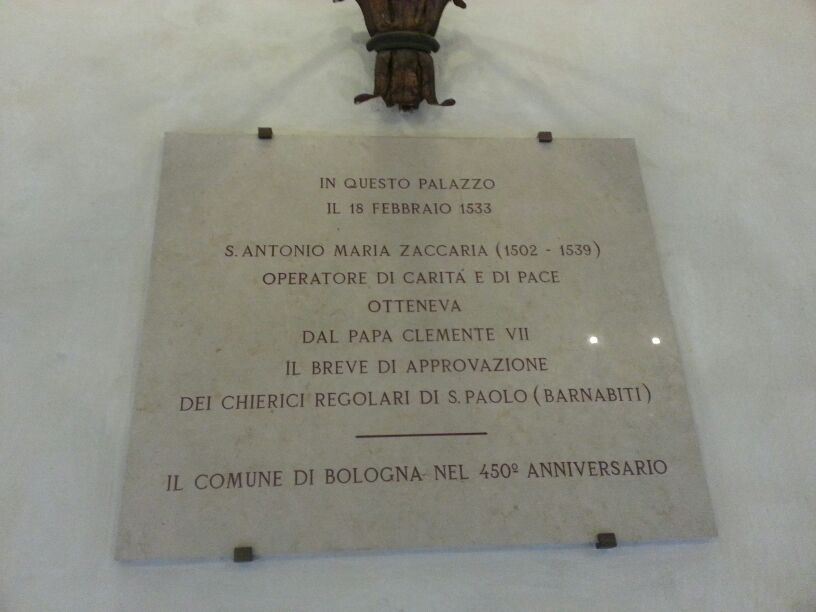 IN QUESTO PALAZZO
IL 18 FEBBRAIO 1533
S. ANTONIO MARIA ZACCARIA (1502 - 1539)
OPERATORE DI CARITÁ E DI PACE
OTTENEVA
DAL PAPA CLEMENTE VII
IL BREVE DI APPROVAZIONE
DEI CHIERICI REGOLARI DI S. PAOLO (BARNABITI)
IL COMUNE DI BOLOGNA NEL 450º ANNIVERSARIO